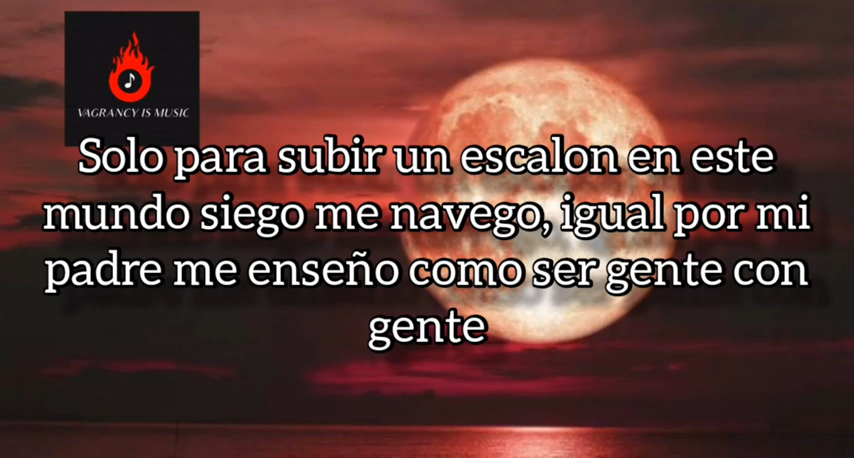 VAGRANCY IS MUSIC
Solo para subir un escalon en este
mundo siego me navego, igual por mi
padre me enseño como ser gente con
gente